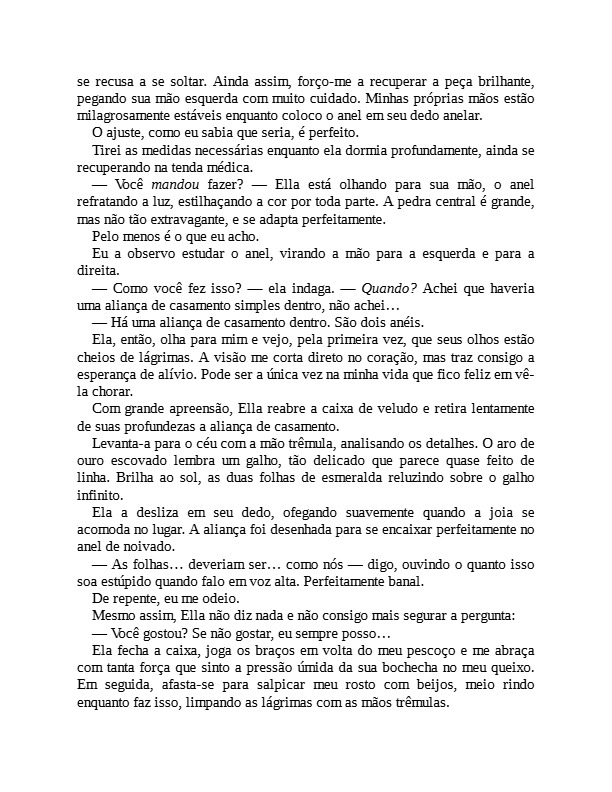 se recusa a se soltar. Ainda assim, forço-me a recuperar a peça brilhante,
pegando sua mão esquerda com muito cuidado. Minhas próprias mãos estão
milagrosamente estáveis enquanto coloco o anel em seu dedo anelar.
O ajuste, como eu sabia que seria, é perfeito.
Tirei as medidas necessárias enquanto ela dormia profundamente, ainda se
recuperando na tenda médica.
— Você mandou fazer? — Ella está olhando para sua mão, o anel
refratando a luz, estilhaçando a cor por toda parte. A pedra central é grande,
mas não tão extravagante, e se adapta perfeitamente.
Pelo menos é o que eu acho.
Eu a observo estudar o anel, virando a mão para a esquerda e para a
direita.
— Como você fez isso? — ela indaga. — Quando? Achei que haveria
uma aliança de casamento simples dentro, não achei…
— Há uma aliança de casamento dentro. São dois anéis.
Ela, então, olha para mim e vejo, pela primeira vez, que seus olhos estão
cheios de lágrimas. A visão me corta direto no coração, mas traz consigo a
esperança de alívio. Pode ser a única vez na minha vida que fico feliz em vê-
la chorar.
Com grande apreensão, Ella reabre a caixa de veludo e retira lentamente
de suas profundezas a aliança de casamento.
Levanta-a para o céu com a mão trêmula, analisando os detalhes. O aro de
ouro escovado lembra um galho, tão delicado que parece quase feito de
linha. Brilha ao sol, as duas folhas de esmeralda reluzindo sobre o galho
infinito.
Ela a desliza em seu dedo, ofegando suavemente quando a joia se
acomoda no lugar. A aliança foi desenhada para se encaixar perfeitamente no
anel de noivado.
— As folhas… deveriam ser… como nós — digo, ouvindo o quanto isso
soa estúpido quando falo em voz alta. Perfeitamente banal.
De repente, eu me odeio.
Mesmo assim, Ella não diz nada e não consigo mais segurar a pergunta:
— Você gostou? Se não gostar, eu sempre posso…
Ela fecha a caixa, joga os braços em volta do meu pescoço e me abraça
com tanta força que sinto a pressão úmida da sua bochecha no meu queixo.
Em seguida, afasta-se para salpicar meu rosto com beijos, meio rindo
enquanto faz isso, limpando as lágrimas com as mãos trêmulas.